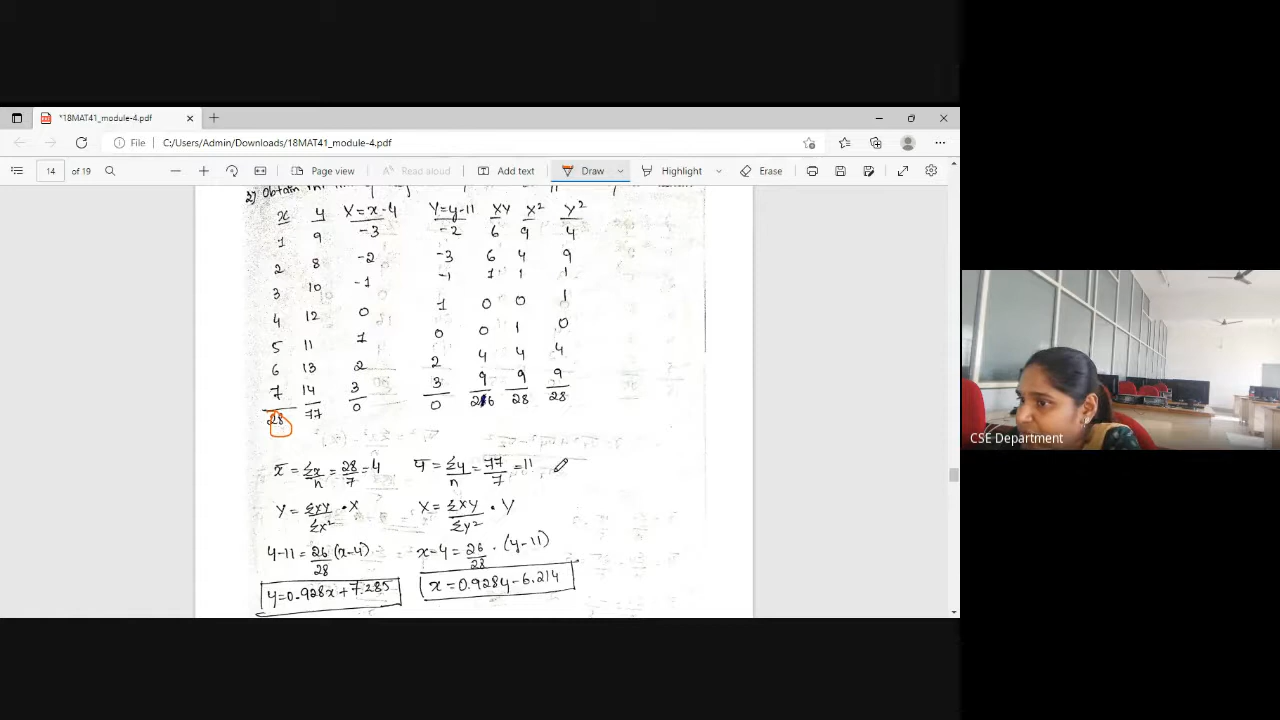 *18MAT41_module-4.pdf
File C:/Users/Admin/Downloads/18MAT41_module-4.pdf
14 of 19 Page view Read aloud Add text Draw Highlight Erase
2) Obtain
x y X=x-4 Y=y-11 XY X² Y²
1 9 -3 -2 6 9 4
2 8 -2 -3 6 4 9
3 10 -1 -1 1 1 1
4 12 0 1 0 0 1
5 11 1 0 0 1 0
6 13 2 2 4 4 4
7 14 3 3 9 9 9
28 77 0 0 26 28 28
x̄ = Σx/n = 28/7 = 4 ȳ = Σy/n = 77/7 = 11
Y = Σxy/Σx² · X X = Σxy/Σy² · Y
y-11 = 26/28 (x-4) x-4 = 26/28 · (y-11)
y=0.928x+7.285 x=0.928y-6.214
CSE Department